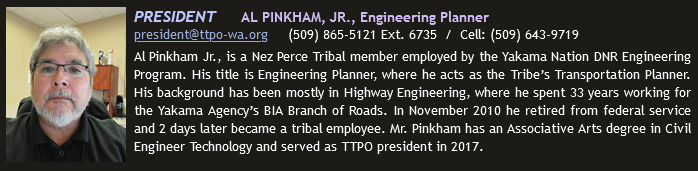 PRESIDENT AL PINKHAM, JR., Engineering Planner
president@ttpo-wa.org (509) 865-5121 Ext. 6735 / Cell: (509) 643-9719
Al Pinkham Jr., is a Nez Perce Tribal member employed by the Yakama Nation DNR Engineering
Program. His title is Engineering Planner, where he acts as the Tribe’s Transportation Planner.
His background has been mostly in Highway Engineering, where he spent 33 years working for
the Yakama Agency’s BIA Branch of Roads. In November 2010 he retired from federal service
and 2 days later became a tribal employee. Mr. Pinkham has an Associative Arts degree in Civil
Engineer Technology and served as TTPO president in 2017.